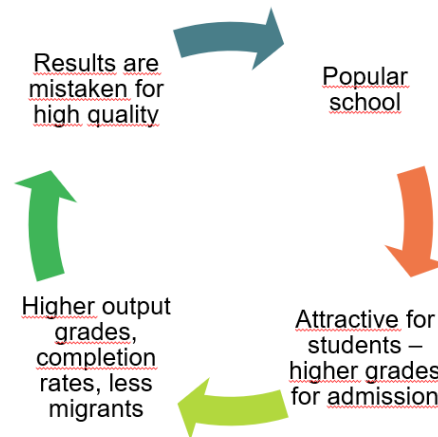 Results are
mistaken for
high quality
Popular
school
Attractive for
students –
higher grades
for admission
Higher output
grades,
completion
rates, less
migrants